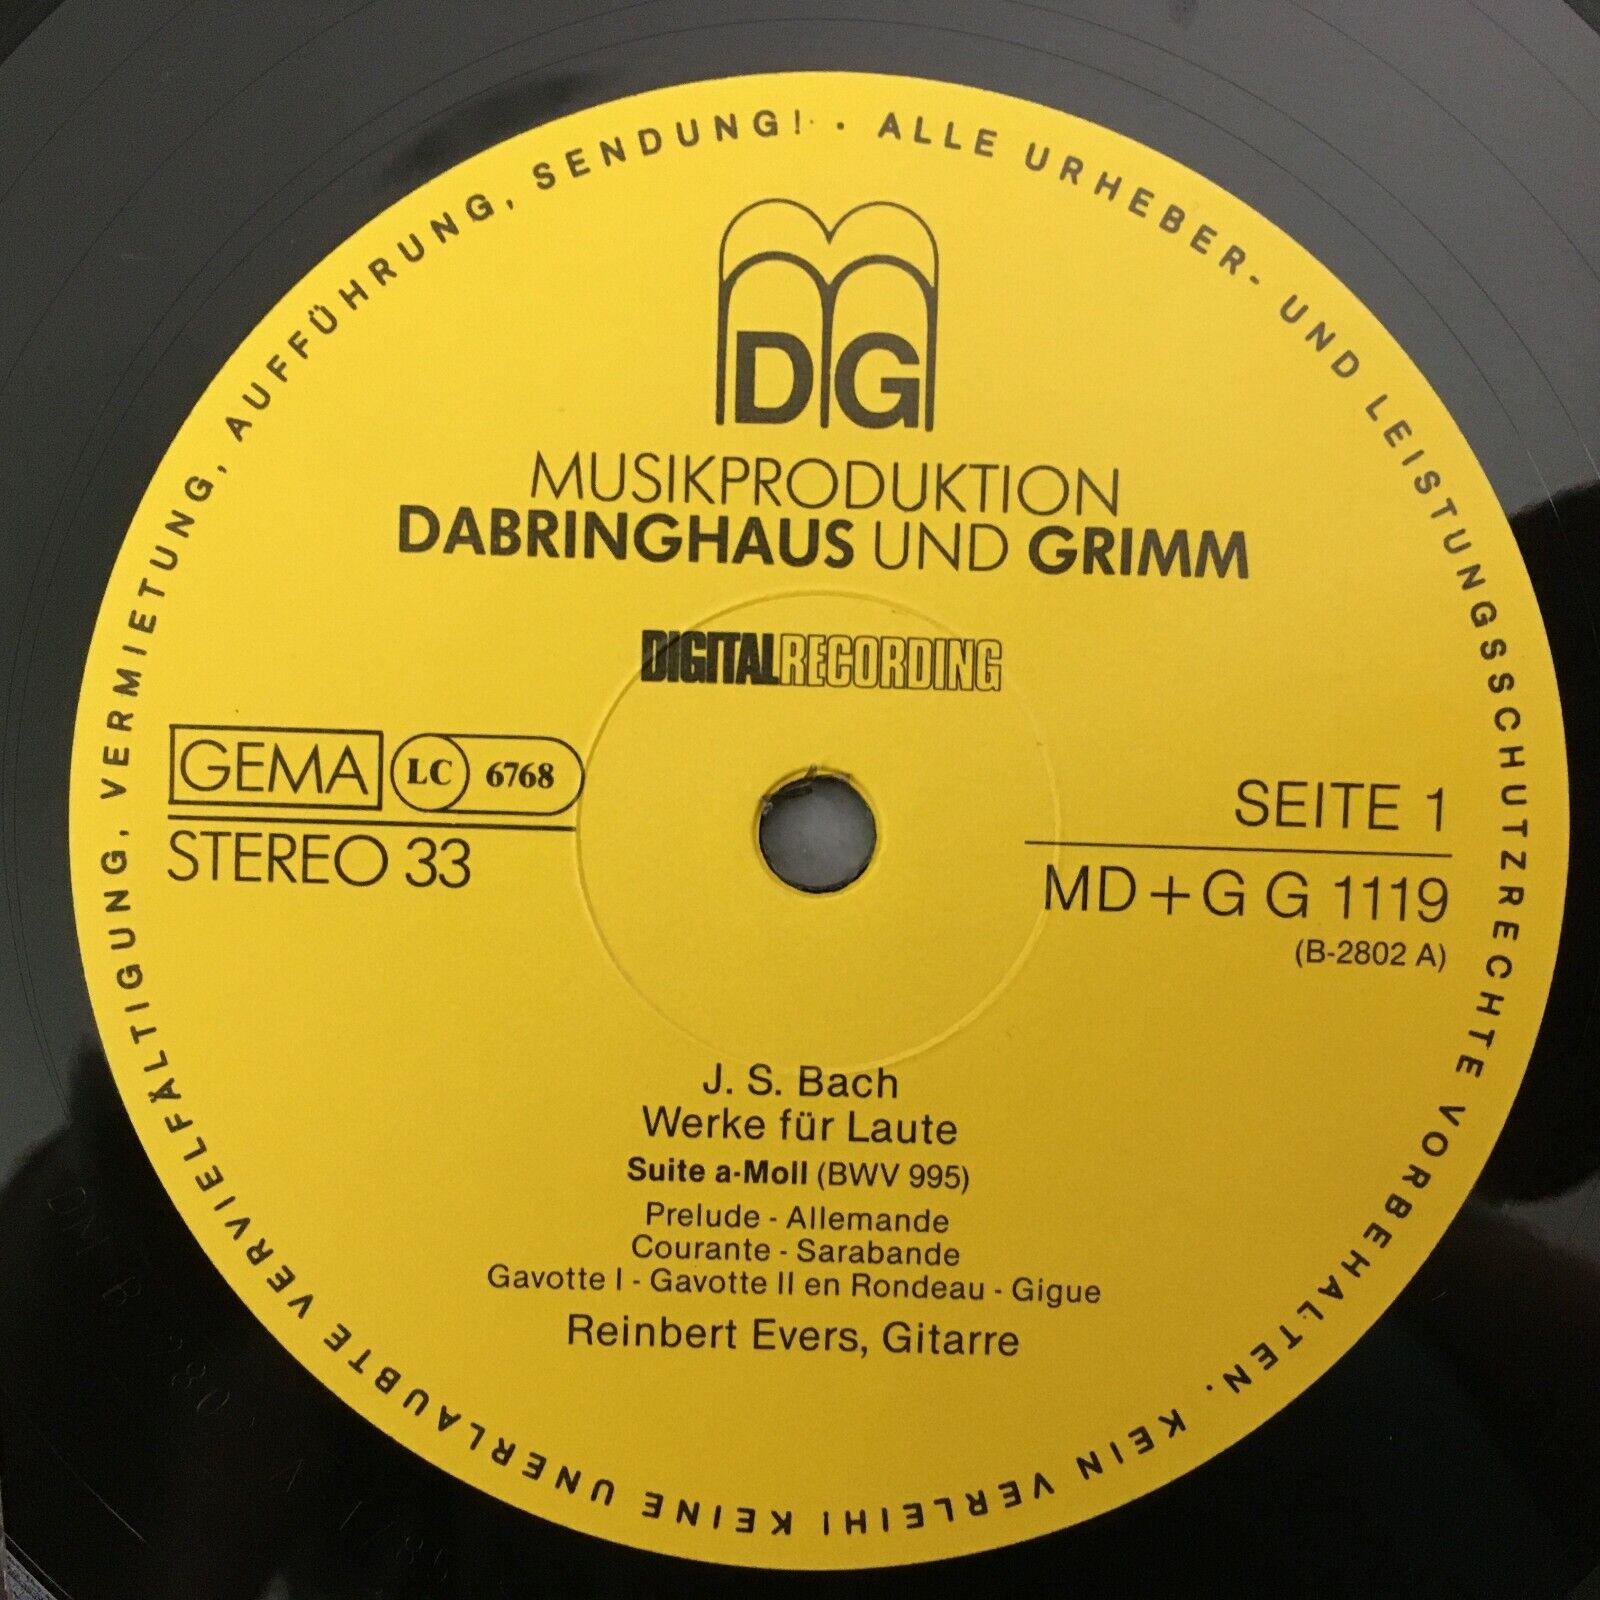 ALLE URHEBER- UND LEISTUNGSSCHUTZRECHTE VORBEHALTEN. KEIN VERLEIH! KEINE UNERLAUBTE VERVIELFÄLTIGUNG, VERMIETUNG, AUFFÜHRUNG, SENDUNG! ·
DG
MUSIKPRODUKTION
DABRINGHAUS UND GRIMM
DIGITALRECORDING
GEMA LC 6768
STEREO 33
SEITE 1
MD+G G 1119
(B-2802 A)
J. S. Bach
Werke für Laute
Suite a-Moll (BWV 995)
Prelude - Allemande
Courante - Sarabande
Gavotte I - Gavotte II en Rondeau - Gigue
Reinbert Evers, Gitarre